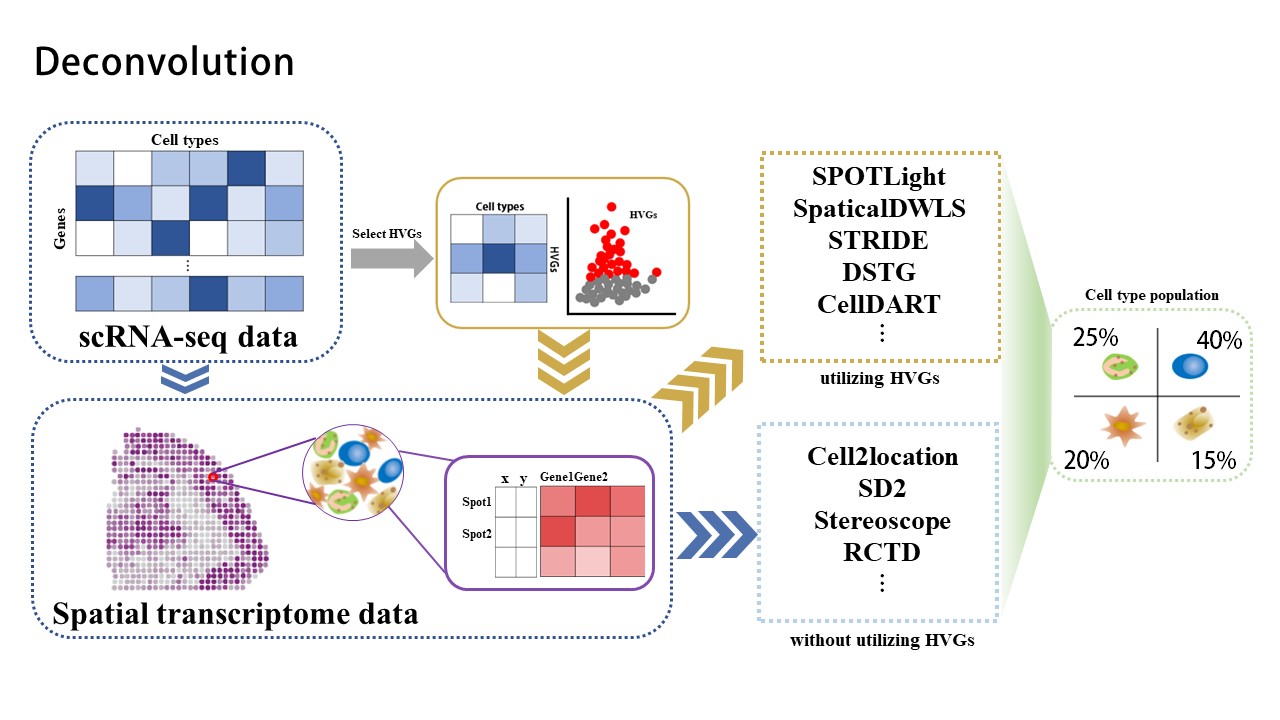 Deconvolution
Cell types
Genes
⋮
scRNA-seq data
Select HVGs
Cell types
HVGs
HVGs
SPOTLight
SpaticalDWLS
STRIDE
DSTG
CellDART
⋮
utilizing HVGs
Cell type population
25%
40%
20%
15%
x y Gene1Gene2
Spot1
Spot2
Spatial transcriptome data
Cell2location
SD2
Stereoscope
RCTD
⋮
without utilizing HVGs